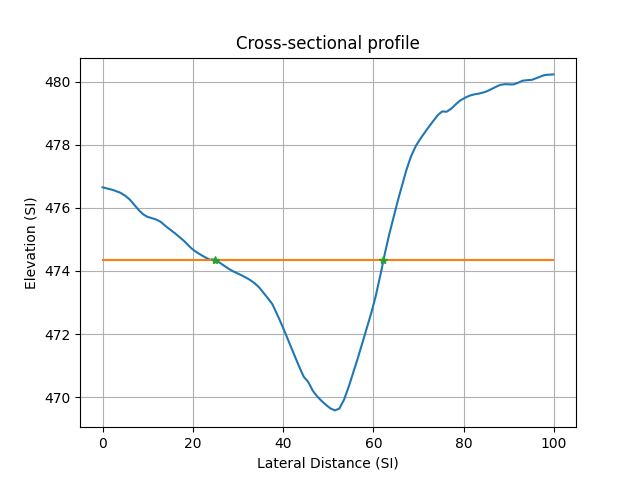 Cross-sectional profile
480
478
476
474
472
470
Elevation (SI)
0 20 40 60 80 100
Lateral Distance (SI)